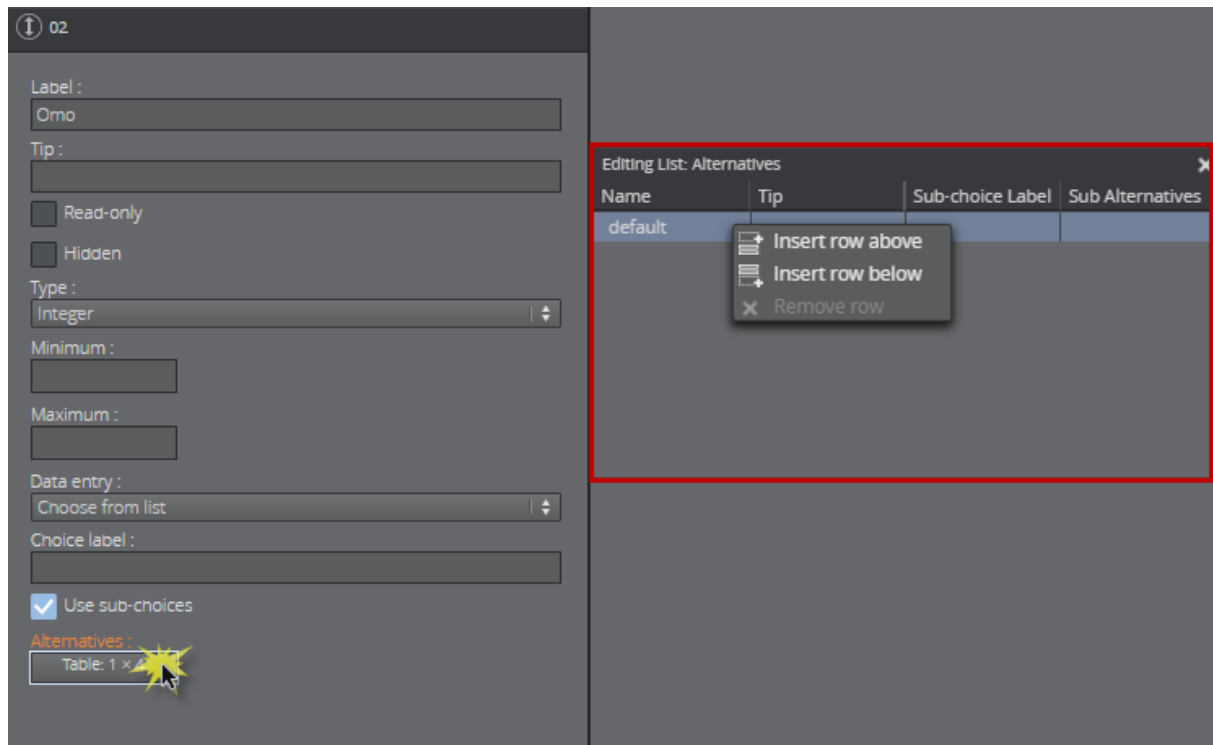 02
Label :
Omo
Tip :
Read-only
Hidden
Type :
Integer
Minimum :
Maximum :
Data entry :
Choose from list
Choice label :
Use sub-choices
Alternatives :
Table: 1 × 4
Editing List: Alternatives
Name Tip Sub-choice Label Sub Alternatives
default
Insert row above
Insert row below
Remove row